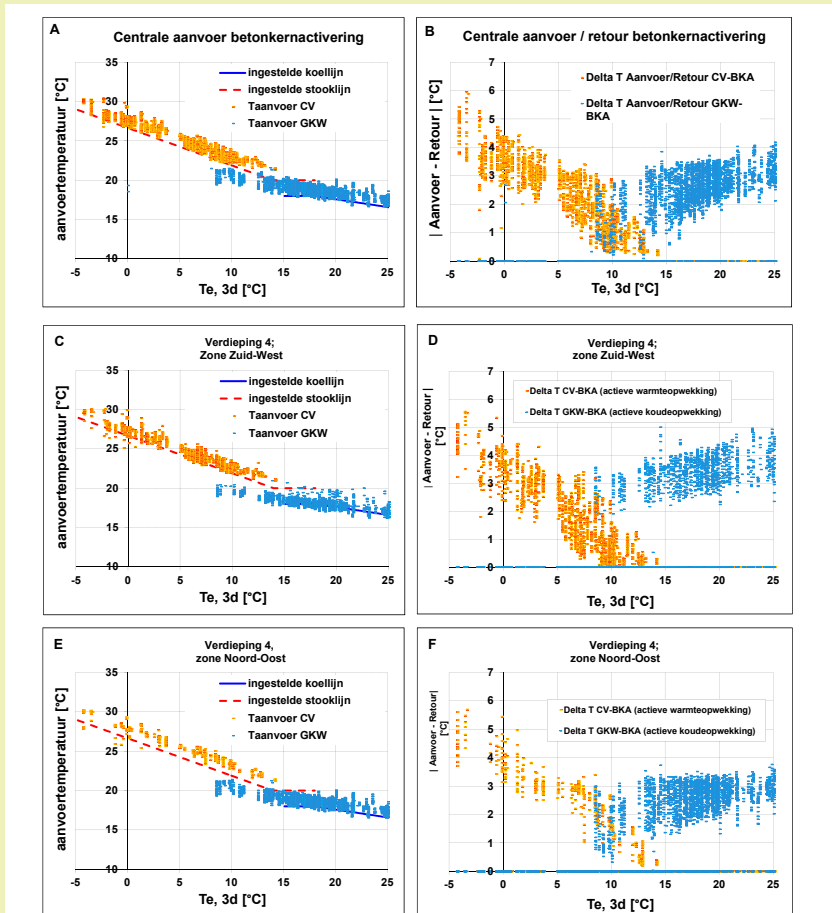 A
Centrale aanvoer betonkernactivering
aanvoertemperatuur [°C]
35
30
25
20
15
10
-5
0
5
10
15
20
25
ingestelde koellijn
ingestelde stooklijn
Taanvoer CV
Taanvoer GKW
Te, 3d [°C]
B
Centrale aanvoer / retour betonkernactivering
| Aanvoer - Retour | [°C]
7
6
5
4
3
2
1
0
-5
0
5
10
15
20
25
Delta T Aanvoer/Retour CV-BKA
Delta T Aanvoer/Retour GKW-
BKA
Te, 3d [°C]
C
Verdieping 4;
Zone Zuid-West
aanvoertemperatuur [°C]
35
30
25
20
15
10
-5
0
5
10
15
20
25
ingestelde koellijn
ingestelde stooklijn
Taanvoer CV
Taanvoer GKW
Te, 3d [°C]
D
Verdieping 4;
zone Zuid-West
| Aanvoer - Retour |
[°C]
7
6
5
4
3
2
1
0
-5
0
5
10
15
20
25
Delta T CV-BKA (actieve warmteopwekking)
Delta T GKW-BKA (actieve koudeopwekking)
Te, 3d [°C]
E
Verdieping 4,
zone Noord-Oost
aanvoertemperatuur [°C]
35
30
25
20
15
10
-5
0
5
10
15
20
25
ingestelde koellijn
ingestelde stooklijn
Taanvoer CV
Taanvoer GKW
Te, 3d [°C]
F
Verdieping 4;
zone Noord-Oost
| Aanvoer - Retour|
[°C]
7
6
5
4
3
2
1
0
-5
0
5
10
15
20
25
Delta T CV-BKA (actieve warmteopwekking)
Delta T GKW-BKA (actieve koudeopwekking)
Te, 3d [°C]